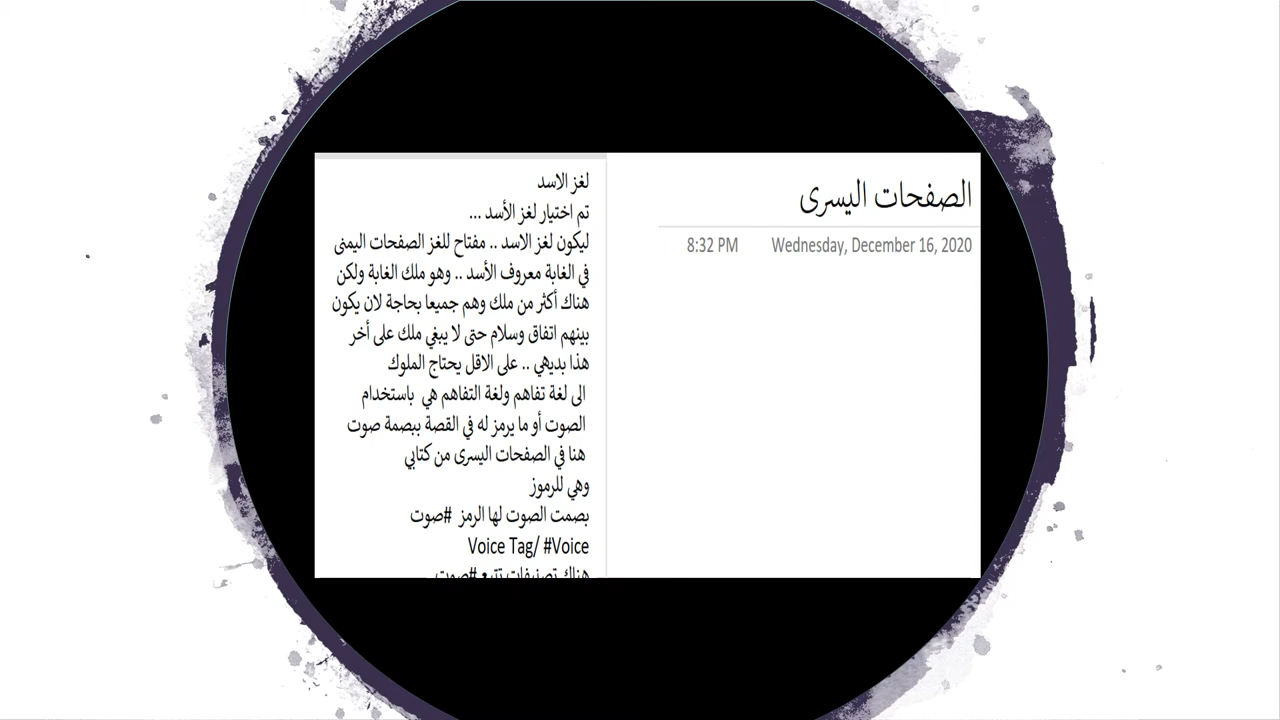 الصفحات اليسرى
Wednesday, December 16, 2020 8:32 PM
لغز الاسد
تم اختيار لغز الأسد ...
ليكون لغز الاسد .. مفتاح للغز الصفحات اليمنى
في الغابة معروف الأسد .. وهو ملك الغابة ولكن
هناك أكثر من ملك وهم جميعا بحاجة لان يكون
بينهم اتفاق وسلام حتى لا يبغي ملك على أخر
هذا بديهي .. على الاقل يحتاج الملوك
الى لغة تفاهم ولغة التفاهم هي باستخدام
الصوت أو ما يرمز له في القصة ببصمة صوت
هنا في الصفحات اليسرى من كتابي
وهي للرموز
بصمت الصوت لها الرمز #صوت
Voice Tag/ #Voice
هناك تصنيفات تتبع #صوت